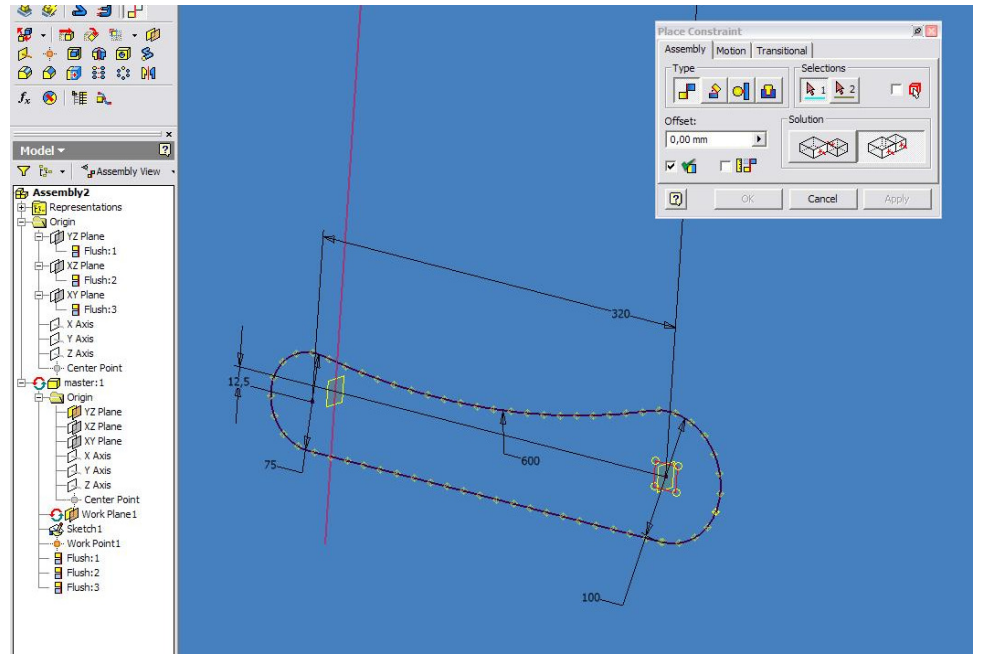 fx
Model
Assembly View
Assembly2
Representations
Origin
YZ Plane
Flush:1
XZ Plane
Flush:2
XY Plane
Flush:3
X Axis
Y Axis
Z Axis
Center Point
master:1
Origin
YZ Plane
XZ Plane
XY Plane
X Axis
Y Axis
Z Axis
Center Point
Work Plane1
Sketch1
Work Point1
Flush:1
Flush:2
Flush:3
Place Constraint
Assembly Motion Transitional
Type Selections
1 2
Offset: Solution
0,00 mm
OK Cancel Apply
320
12,5
600
75
100